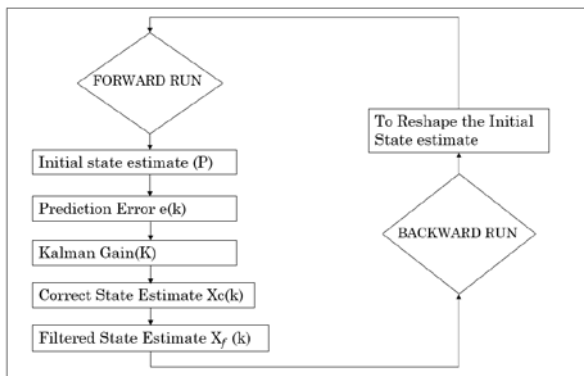 FORWARD RUN
Initial state estimate (P)
Prediction Error e(k)
Kalman Gain(K)
Correct State Estimate Xc(k)
Filtered State Estimate X_f (k)
To Reshape the Initial
State estimate
BACKWARD RUN